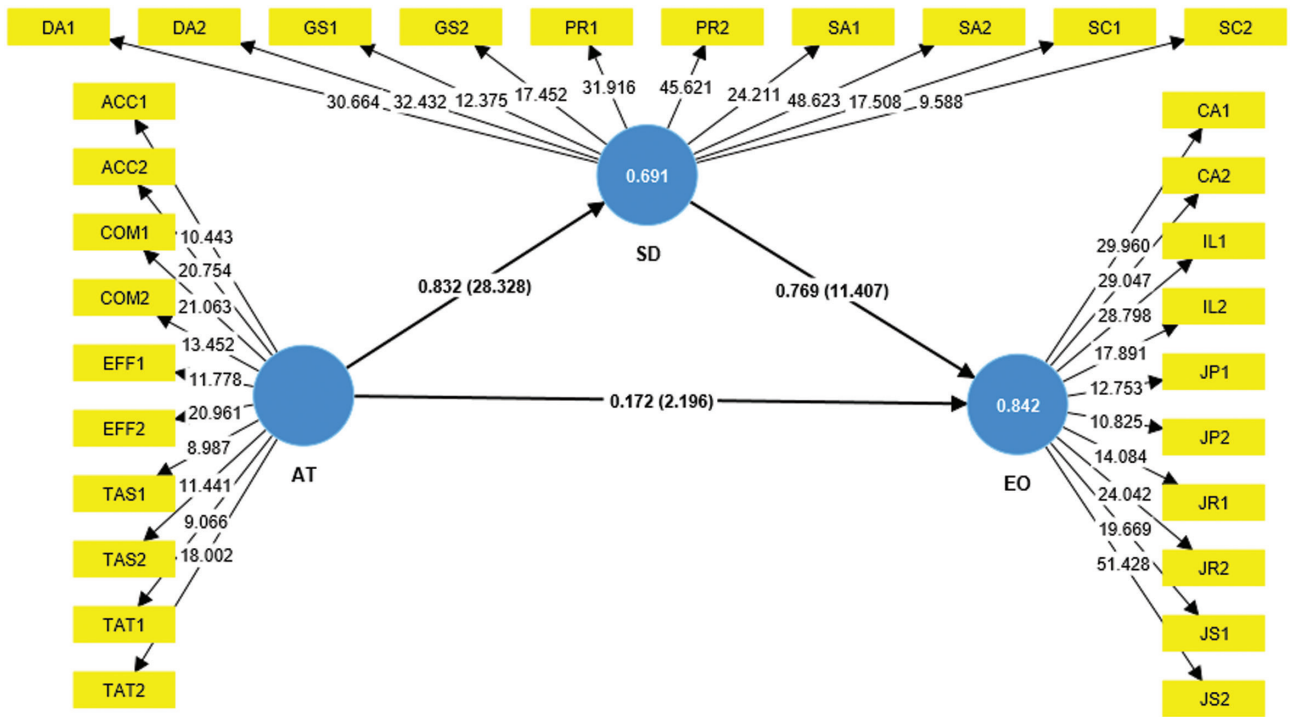 DA1 DA2 GS1 GS2 PR1 PR2 SA1 SA2 SC1 SC2
30.664 32.432 12.375 17.452 31.916 45.621 24.211 48.623 17.508 9.588
ACC1
ACC2
COM1
COM2
EFF1
EFF2
TAS1
TAS2
TAT1
TAT2
10.443
20.754
21.063
13.452
11.778
20.961
8.987
11.441
9.066
18.002
AT
0.691
SD
0.832 (28.328)
0.769 (11.407)
0.172 (2.196)
0.842
EO
29.960
29.047
28.798
17.891
12.753
10.825
14.084
24.042
19.669
51.428
CA1
CA2
IL1
IL2
JP1
JP2
JR1
JR2
JS1
JS2